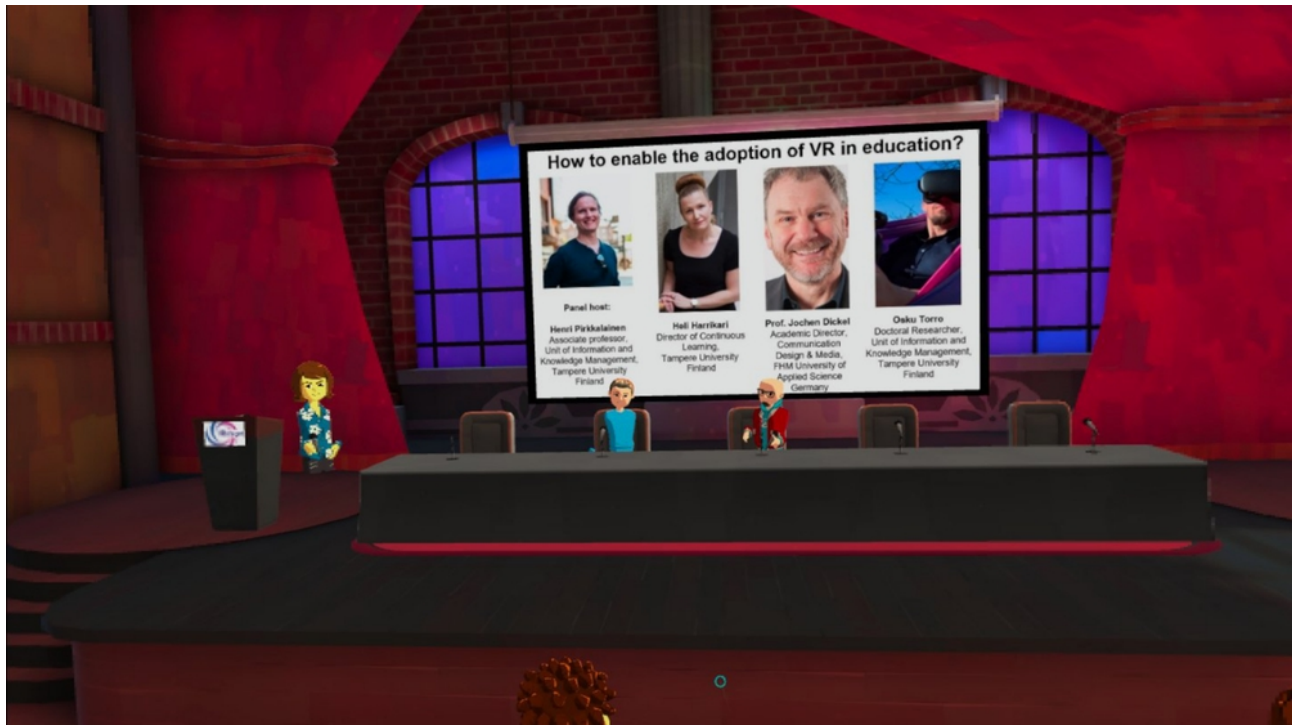 How to enable the adoption of VR in education?
Panel host:
Henri Pirkkalainen
Associate professor,
Unit of Information and
Knowledge Management,
Tampere University
Finland
Heli Harrikari
Director of Continuous
Learning,
Tampere University
Finland
Prof. Jochen Dickel
Academic Director,
Communication
Design & Media,
FHM University of
Applied Science
Germany
Osku Torro
Doctoral Researcher,
Unit of Information and
Knowledge Management,
Tampere University
Finland